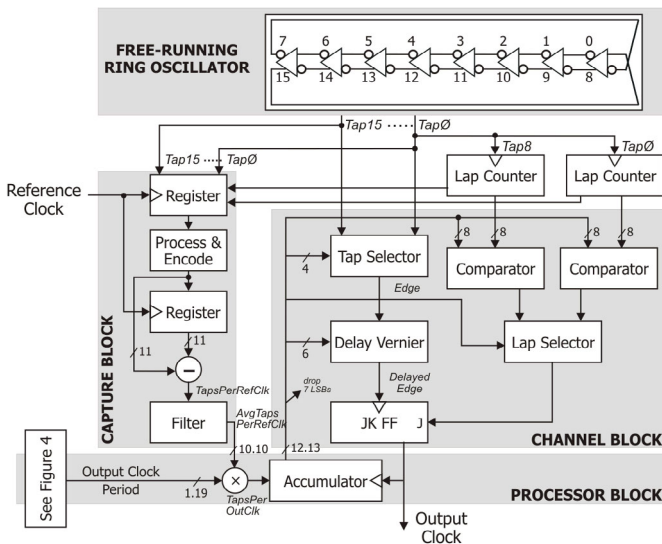 FREE-RUNNING
RING OSCILLATOR
7 6 5 4 3 2 1 0
15 14 13 12 11 10 9 8
Tap15 ····· TapØ
Tap15 ····· TapØ
Tap8
TapØ
Reference
Clock
Register
Lap Counter
Lap Counter
Process &
Encode
8
8
8
8
Tap Selector
4
Comparator
Comparator
Edge
Register
11
11
Delay Vernier
6
Lap Selector
−
TapsPerRefClk
drop
7 LSBs
Delayed
Edge
Filter
AvgTaps
PerRefClk
JK FF
J
CAPTURE BLOCK
CHANNEL BLOCK
10.10
12.13
See Figure 4
Output Clock
Period
1.19
×
TapsPer
OutClk
Accumulator
PROCESSOR BLOCK
Output
Clock